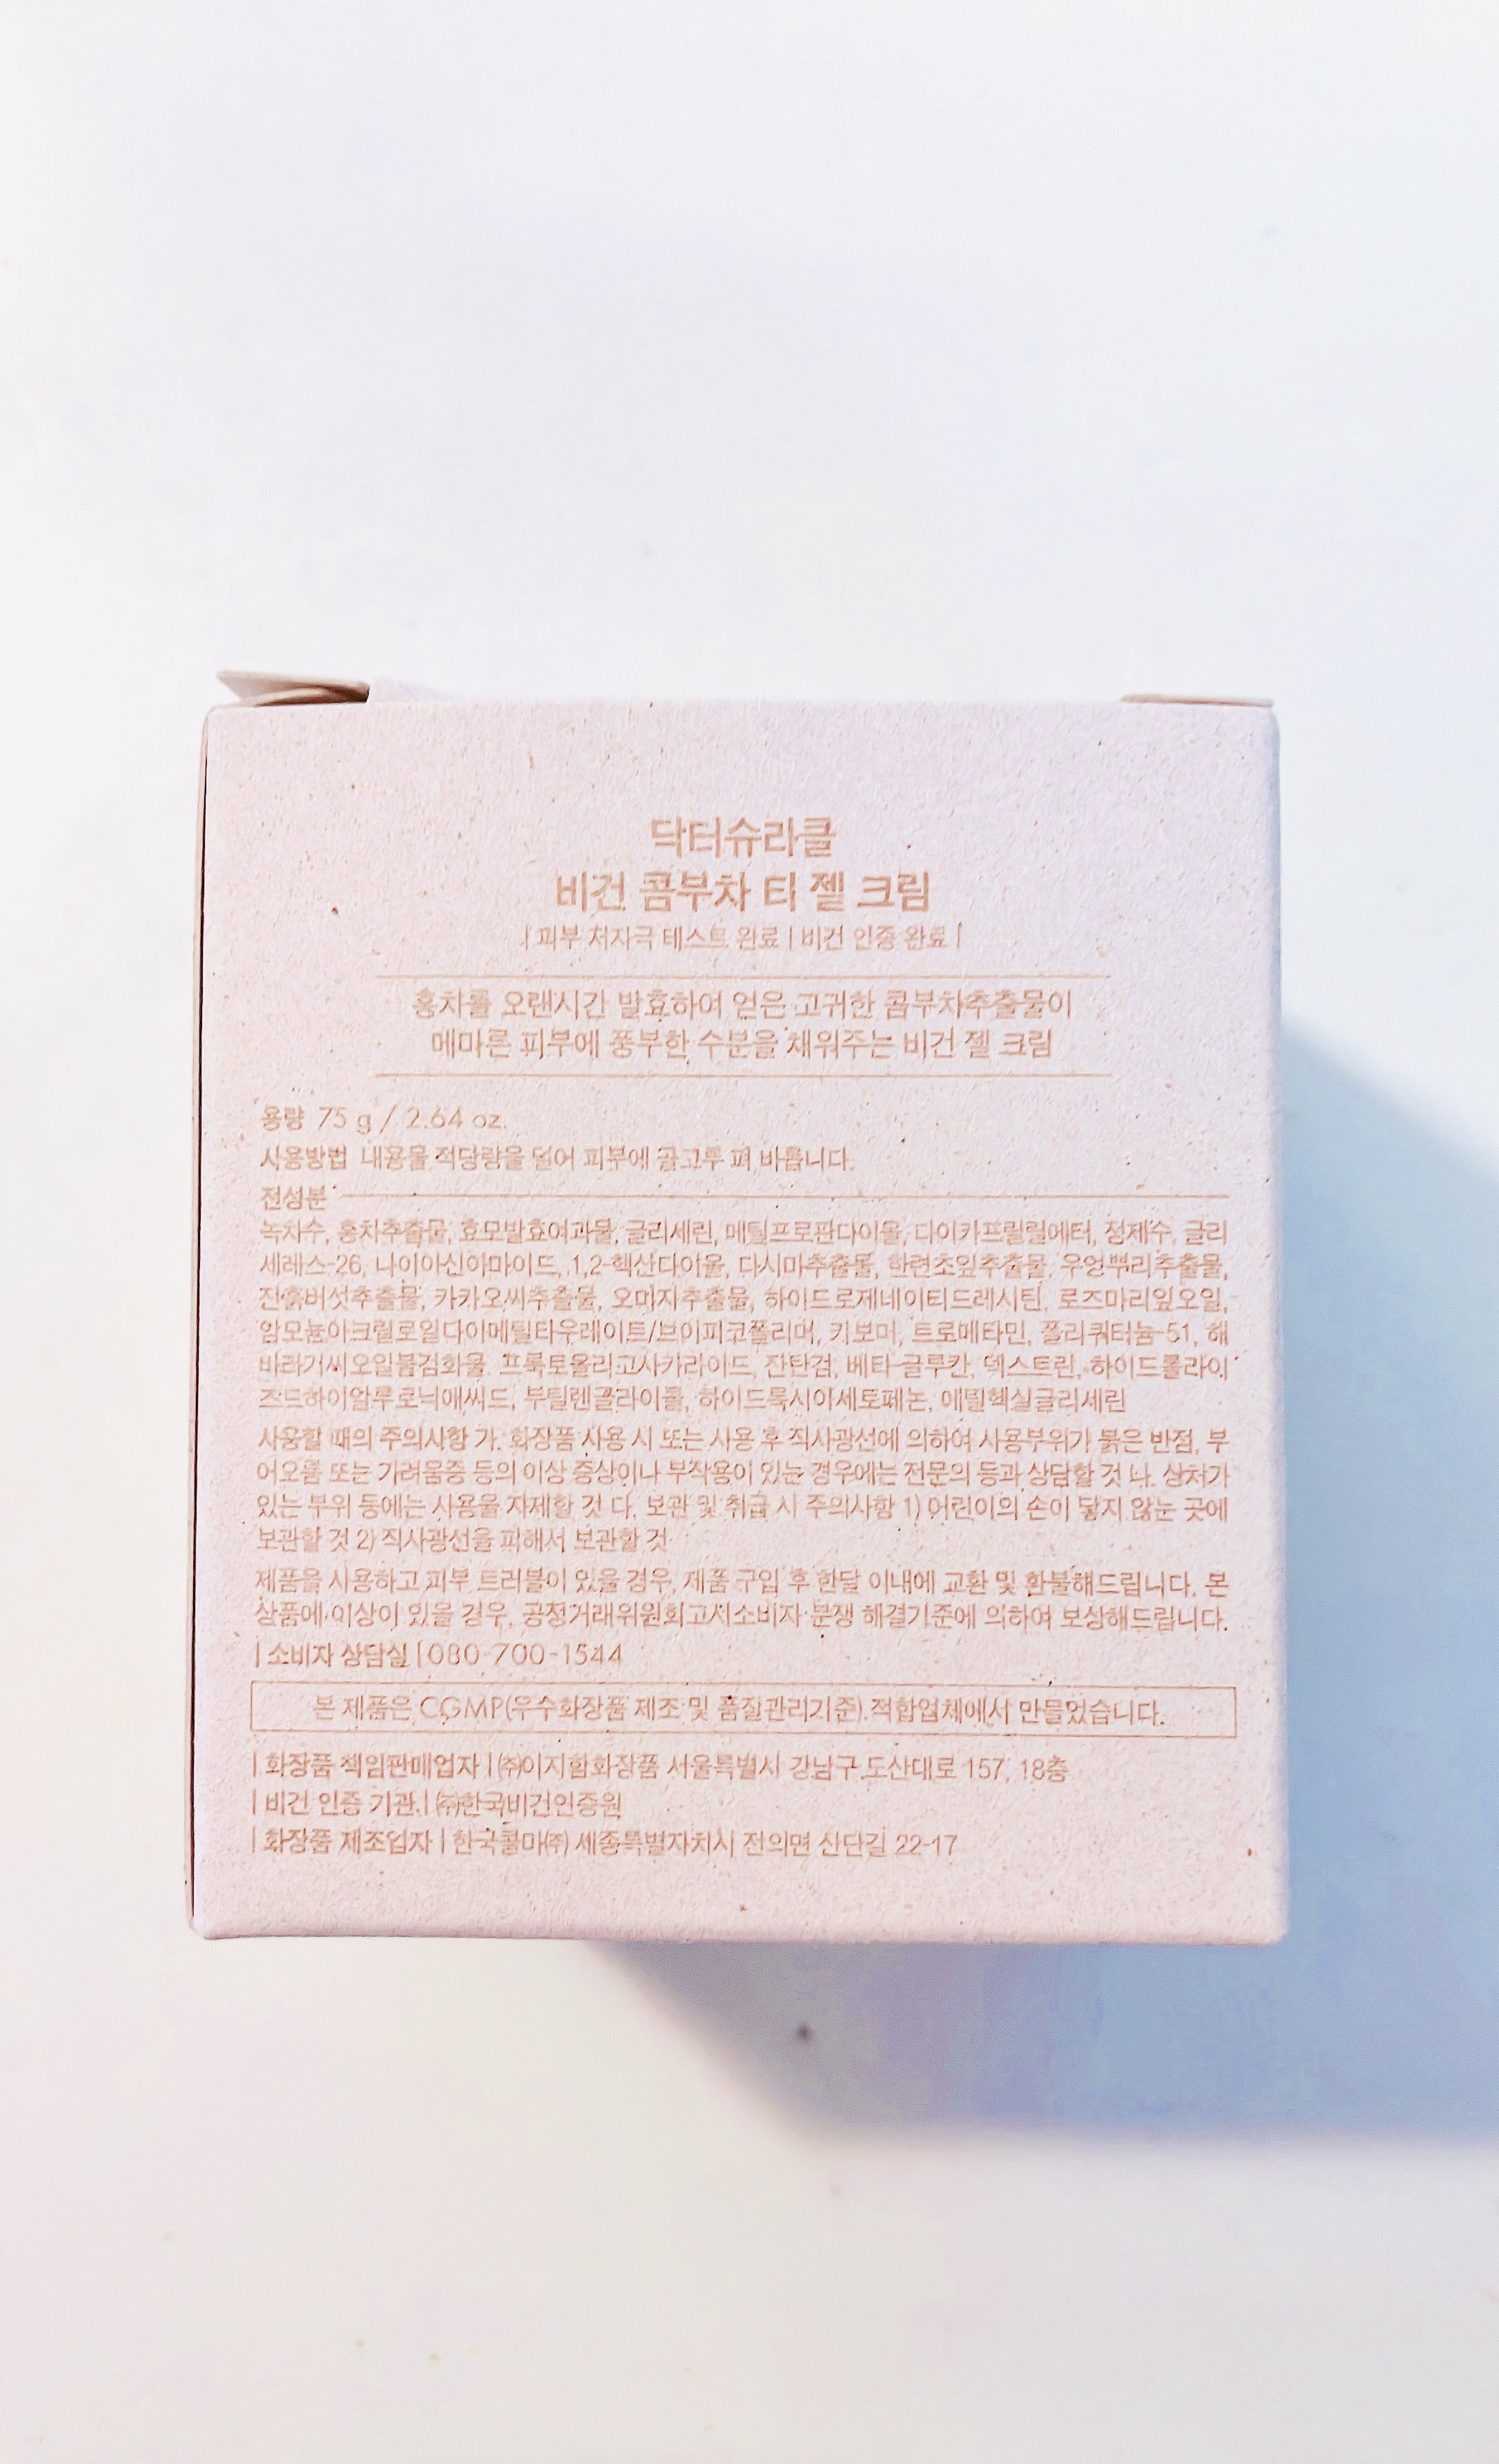 닥터슈라클
비건 콤부차 티 젤 크림
| 피부 저자극 테스트 완료 | 비건 인증 완료 |
홍차를 오랜시간 발효하여 얻은 고귀한 콤부차추출물이
메마른 피부에 풍부한 수분을 채워주는 비건 젤 크림
용량 75 g / 2.64 oz.
사용방법 내용물 적당량을 덜어 피부에 골고루 펴 바릅니다.
전성분
녹차수, 홍차추출물, 효모발효여과물, 글리세린, 메틸프로판다이올, 다이카프릴릴에터, 정제수, 글리
세레스-26, 나이아신아마이드, 1,2-헥산다이올, 다시마추출물, 한련초잎추출물, 우엉뿌리추출물,
진흙버섯추출물, 카카오씨추출물, 오미자추출물, 하이드로제네이티드레시틴, 로즈마리잎오일,
암모늄아크릴로일다이메틸타우레이트/브이피코폴리머, 카보머, 트로메타민, 폴리쿼터늄-51, 해
바라기씨오일불검화물, 프룩토올리고사카라이드, 잔탄검, 베타-글루칸, 덱스트린, 하이드롤라이
즈드하이알루로닉애씨드, 부틸렌글라이콜, 하이드록시아세토페논, 에틸헥실글리세린
사용할 때의 주의사항 가. 화장품 사용 시 또는 사용 후 직사광선에 의하여 사용부위가 붉은 반점, 부
어오름 또는 가려움증 등의 이상 증상이나 부작용이 있는 경우에는 전문의 등과 상담할 것 나. 상처가
있는 부위 등에는 사용을 자제할 것 다. 보관 및 취급 시 주의사항 1) 어린이의 손이 닿지 않는 곳에
보관할 것 2) 직사광선을 피해서 보관할 것
제품을 사용하고 피부 트러블이 있을 경우, 제품 구입 후 한달 이내에 교환 및 환불해드립니다. 본
상품에 이상이 있을 경우, 공정거래위원회고시소비자 분쟁 해결기준에 의하여 보상해드립니다.
| 소비자 상담실 | 080-700-1544
본 제품은 CGMP(우수화장품 제조 및 품질관리기준) 적합업체에서 만들었습니다.
| 화장품 책임판매업자 | ㈜이지함화장품 서울특별시 강남구 도산대로 157, 18층
| 비건 인증 기관 | ㈜한국비건인증원
| 화장품 제조업자 | 한국콜마㈜ 세종특별자치시 전의면 산단길 22-17